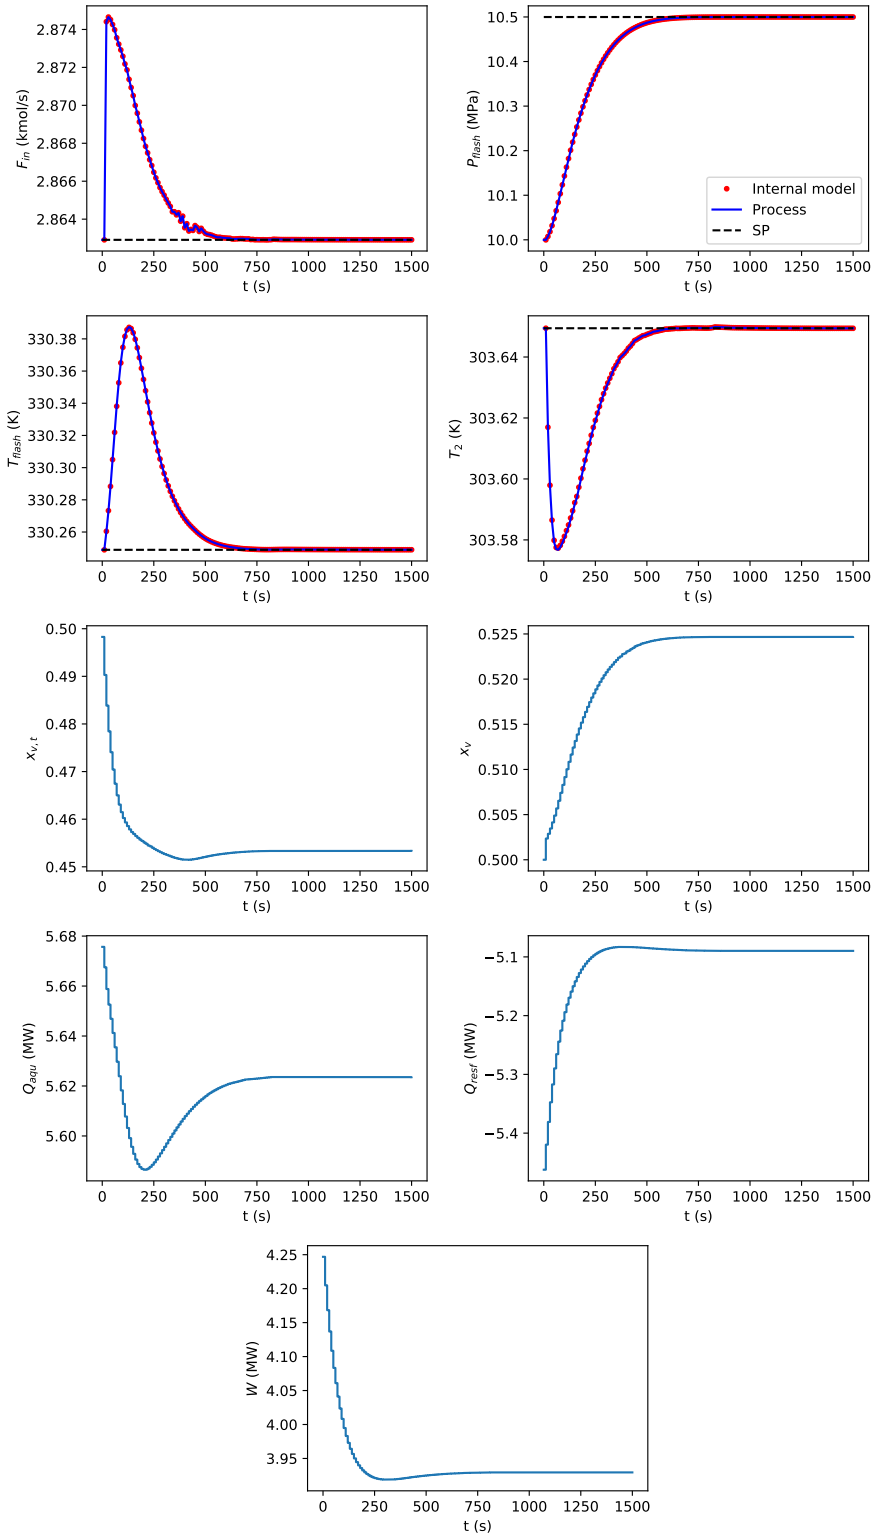 2.874
2.872
2.870
2.868
2.866
2.864
F_in (kmol/s)
0 250 500 750 1000 1250 1500
t (s)
10.5
10.4
10.3
10.2
10.1
10.0
P_flash (MPa)
Internal model
Process
SP
0 250 500 750 1000 1250 1500
t (s)
330.38
330.36
330.34
330.32
330.30
330.28
330.26
T_flash (K)
0 250 500 750 1000 1250 1500
t (s)
303.64
303.62
303.60
303.58
T_2 (K)
0 250 500 750 1000 1250 1500
t (s)
0.50
0.49
0.48
0.47
0.46
0.45
x_v,t
0 250 500 750 1000 1250 1500
t (s)
0.525
0.520
0.515
0.510
0.505
0.500
x_v
0 250 500 750 1000 1250 1500
t (s)
5.68
5.66
5.64
5.62
5.60
Q_aqu (MW)
0 250 500 750 1000 1250 1500
t (s)
−5.1
−5.2
−5.3
−5.4
Q_resf (MW)
0 250 500 750 1000 1250 1500
t (s)
4.25
4.20
4.15
4.10
4.05
4.00
3.95
W (MW)
0 250 500 750 1000 1250 1500
t (s)